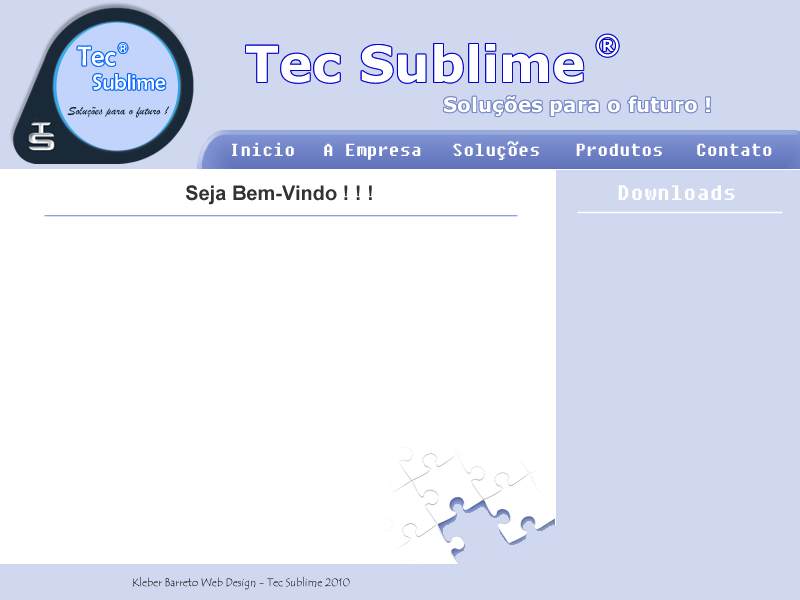 Tec®
Sublime
Soluções para o futuro !
TS
Tec Sublime ®
Soluções para o futuro !
Inicio A Empresa Soluções Produtos Contato
Seja Bem-Vindo ! ! !
Downloads
Kleber Barreto Web Design - Tec Sublime 2010